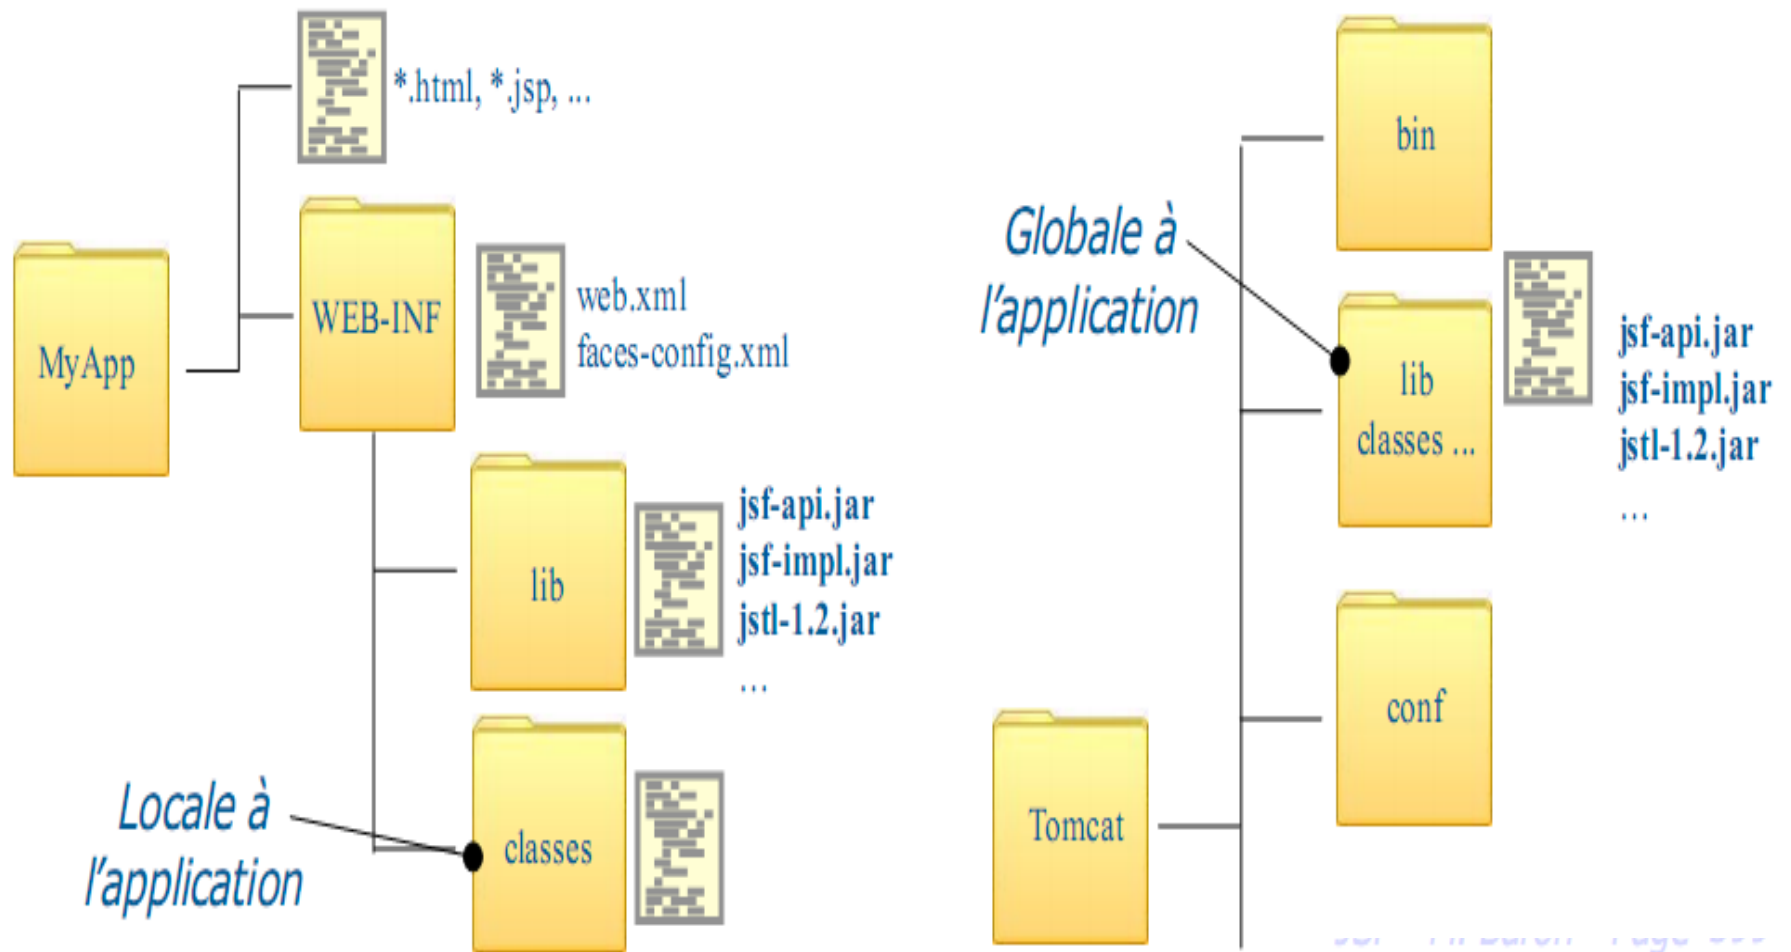 *.html, *.jsp, ...
MyApp
WEB-INF
web.xml
faces-config.xml
lib
jsf-api.jar
jsf-impl.jar
jstl-1.2.jar
...
Locale à
l'application
classes
bin
Globale à
l'application
lib
classes ...
jsf-api.jar
jsf-impl.jar
jstl-1.2.jar
...
conf
Tomcat